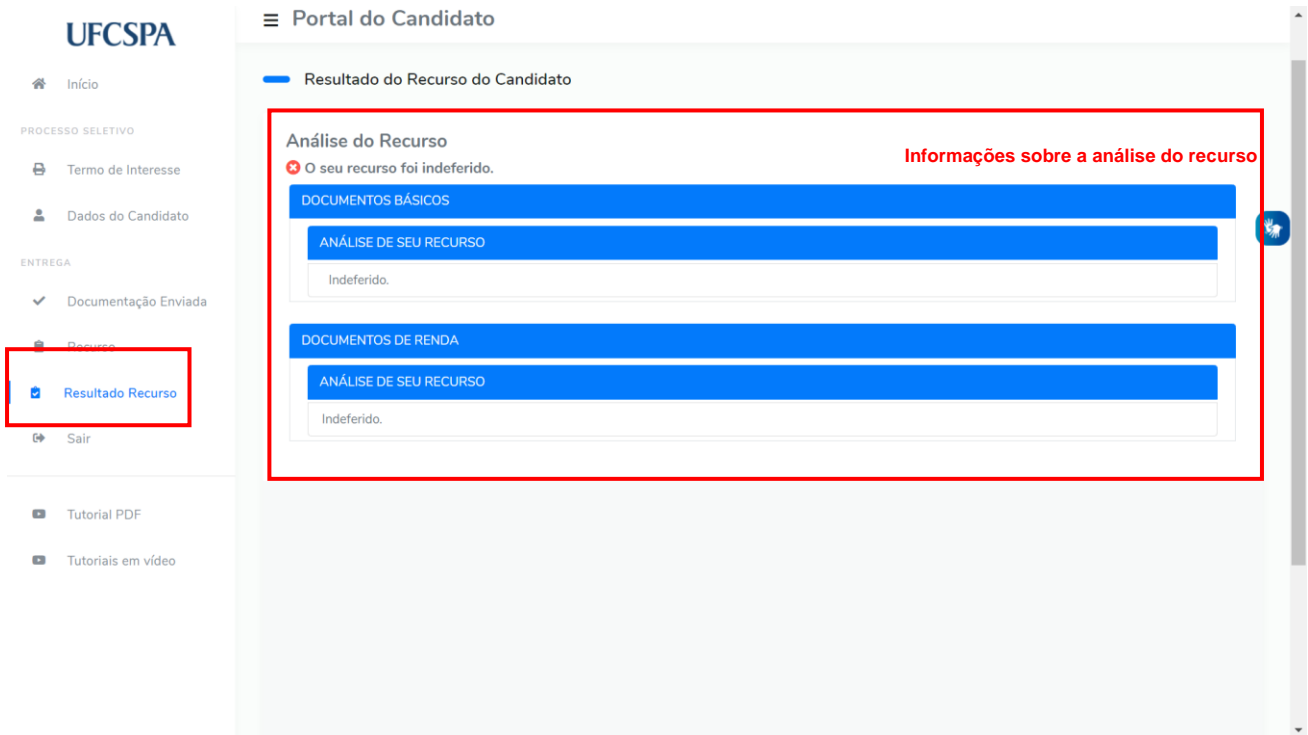 UFCSPA
Início
PROCESSO SELETIVO
Termo de Interesse
Dados do Candidato
ENTREGA
Documentação Enviada
Recurso
Resultado Recurso
Sair
Tutorial PDF
Tutoriais em vídeo
Portal do Candidato
Resultado do Recurso do Candidato
Análise do Recurso
Informações sobre a análise do recurso
O seu recurso foi indeferido.
DOCUMENTOS BÁSICOS
ANÁLISE DE SEU RECURSO
Indeferido.
DOCUMENTOS DE RENDA
ANÁLISE DE SEU RECURSO
Indeferido.